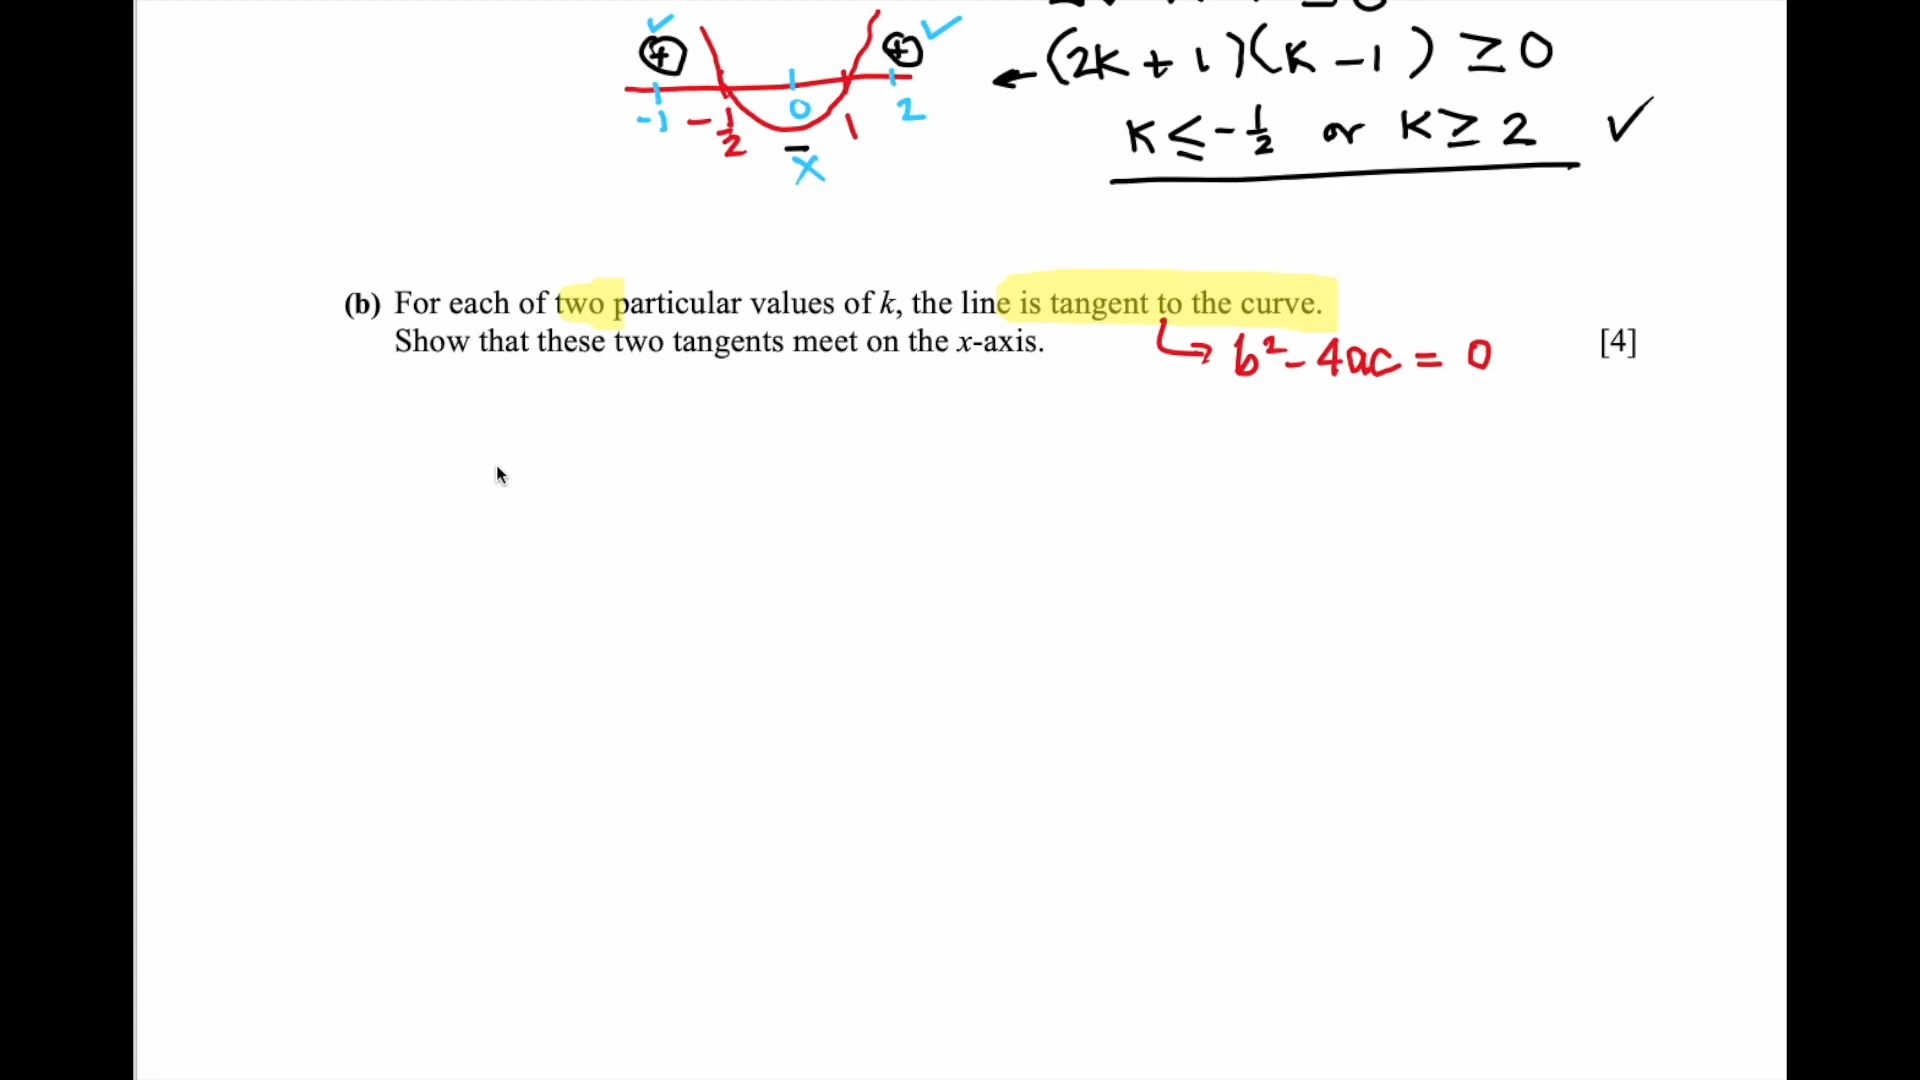 (2K + 1)(K - 1) ≥ 0
K ≤ - 1/2 or K ≥ 2 ✓
✓ + + ✓
-1 - 1/2 0 1 2
- X
(b) For each of two particular values of k, the line is tangent to the curve.
Show that these two tangents meet on the x-axis. [4]
b² - 4ac = 0